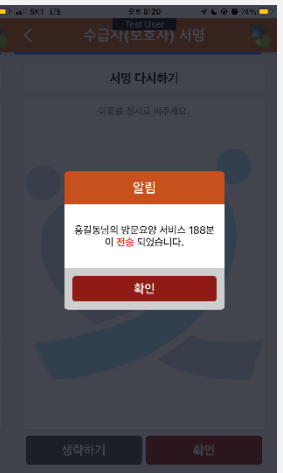 SKT LTE 오후 8:20 74%
Test User
수급자(보호자) 서명
서명 다시하기
이름을 정자로 써주세요.
알림
홍길동님의 방문요양 서비스 188분
이 전송 되었습니다.
확인
생략하기 확인